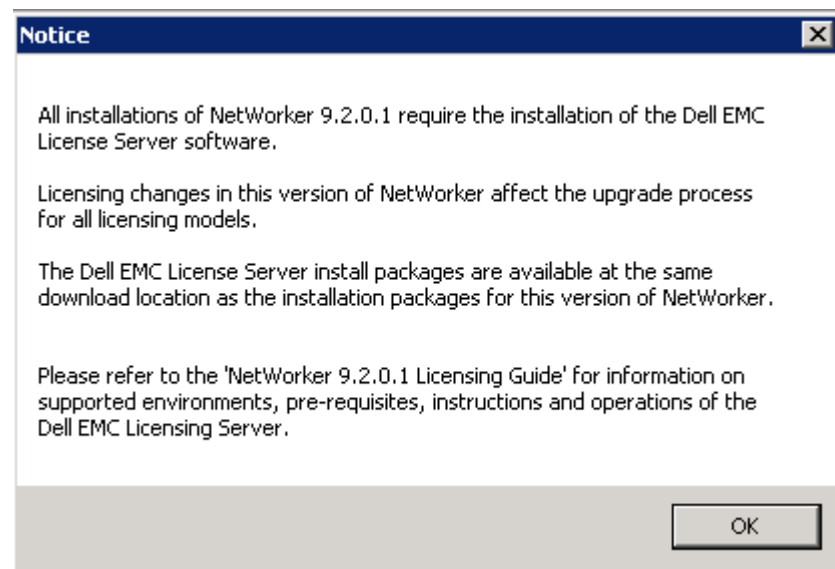 Notice
All installations of NetWorker 9.2.0.1 require the installation of the Dell EMC
License Server software.
Licensing changes in this version of NetWorker affect the upgrade process
for all licensing models.
The Dell EMC License Server install packages are available at the same
download location as the installation packages for this version of NetWorker.
Please refer to the 'NetWorker 9.2.0.1 Licensing Guide' for information on
supported environments, pre-requisites, instructions and operations of the
Dell EMC Licensing Server.
OK